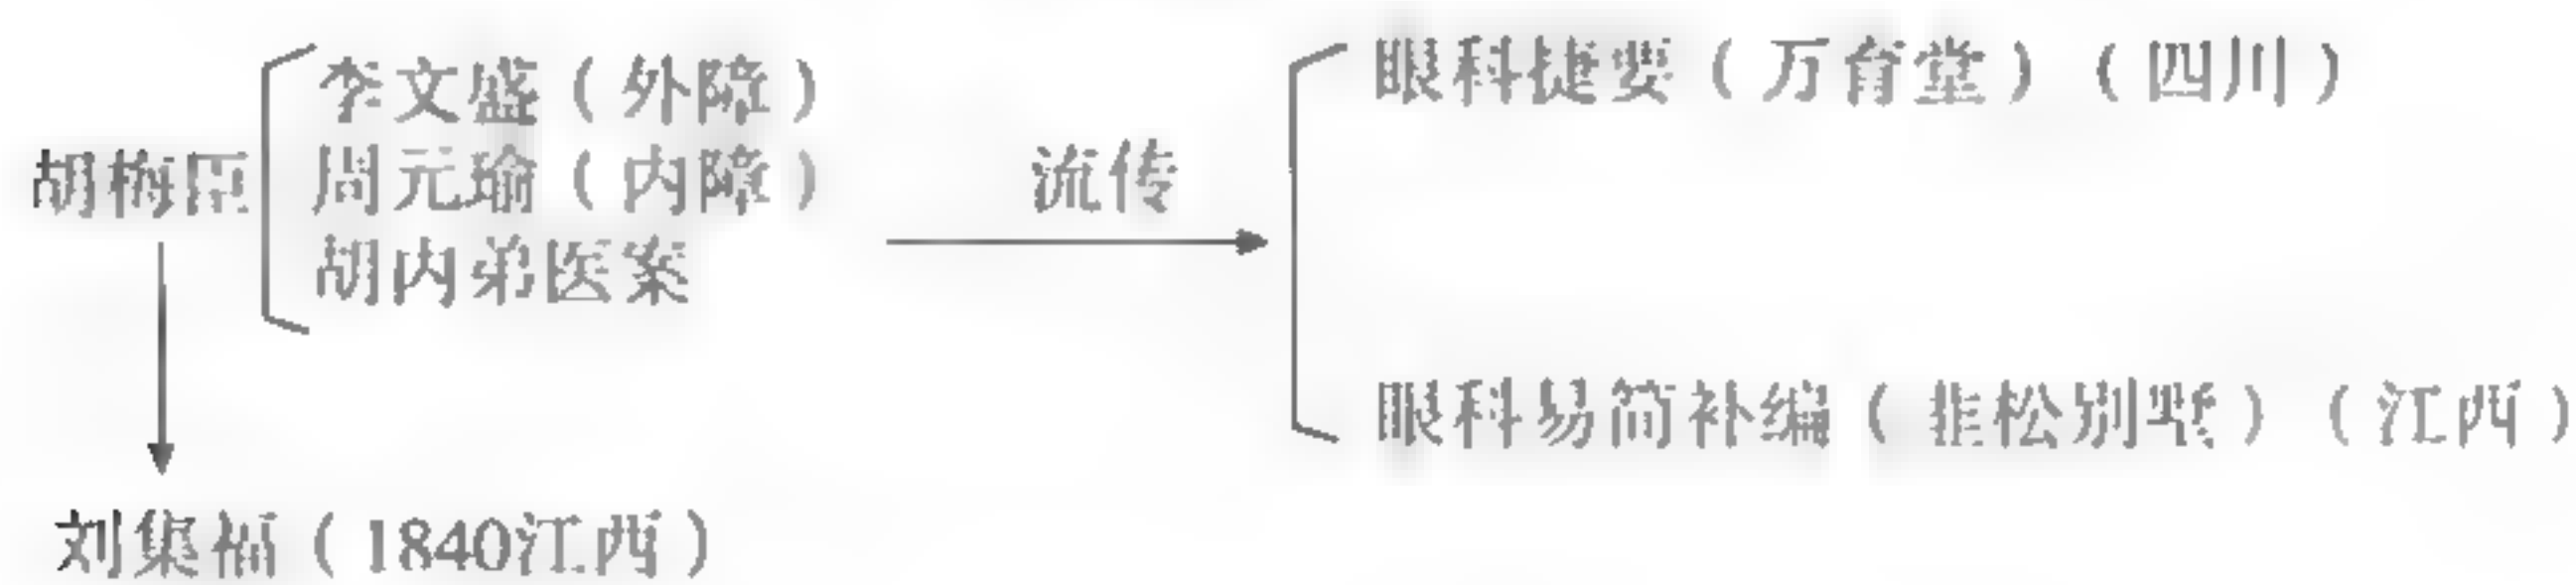 李文盛（外障）
胡梅臣
周元瑜（内障）
胡内弟医案
流传
眼科捷要（万育堂）（四川）
眼科易简补编（韭松别墅）（江西）
刘集福（1840江西）